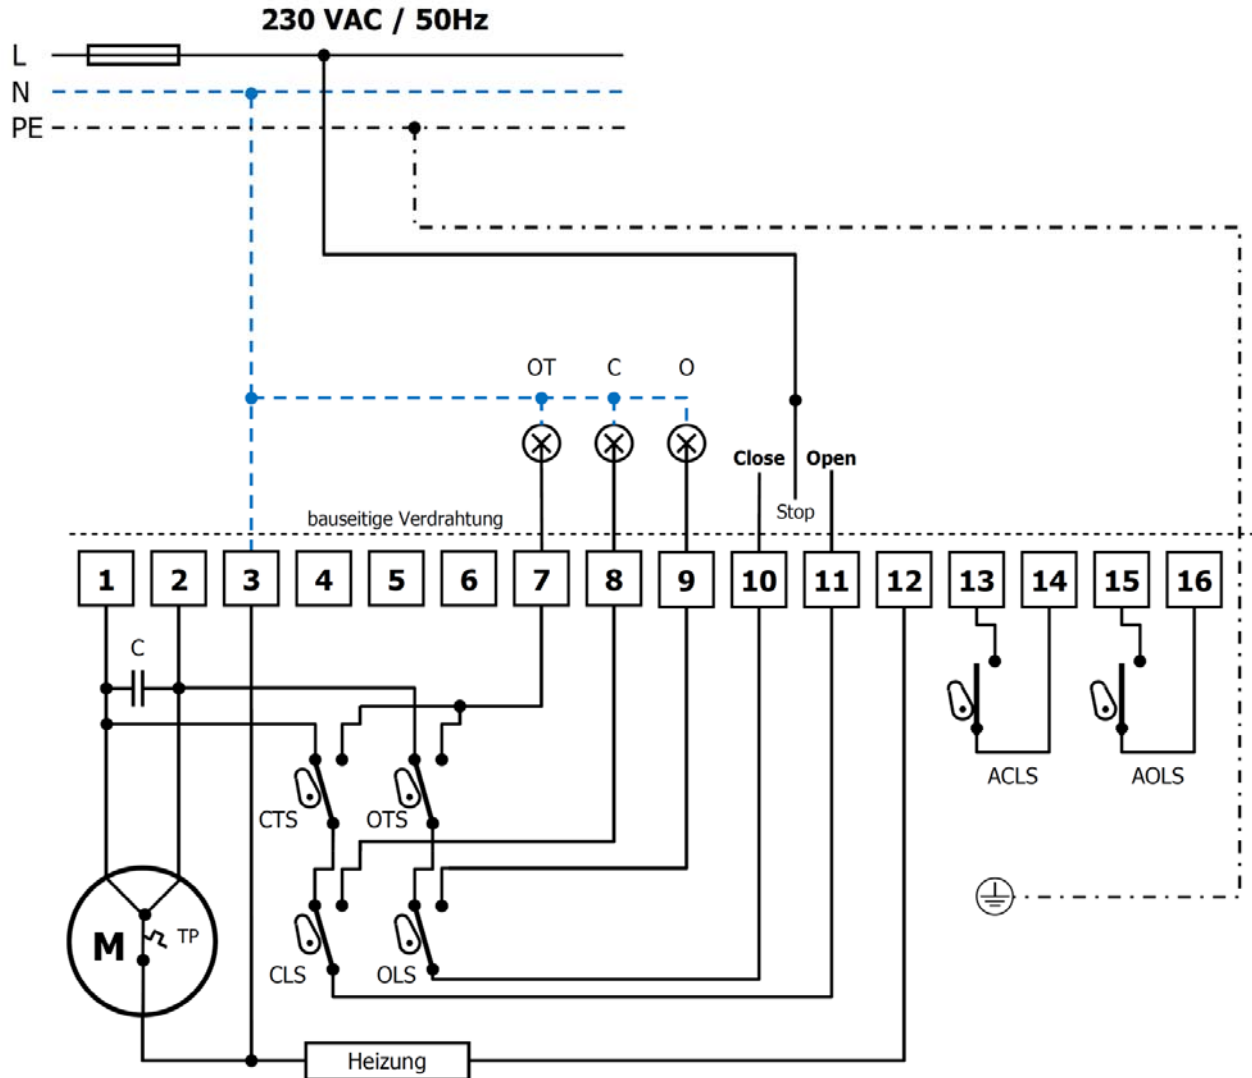 230 VAC / 50Hz
L
N
PE
OT C O
Close Open
Stop
bauseitige Verdrahtung
1 2 3 4 5 6 7 8 9 10 11 12 13 14 15 16
C
ACLS AOLS
CTS OTS
M TP
CLS OLS
Heizung